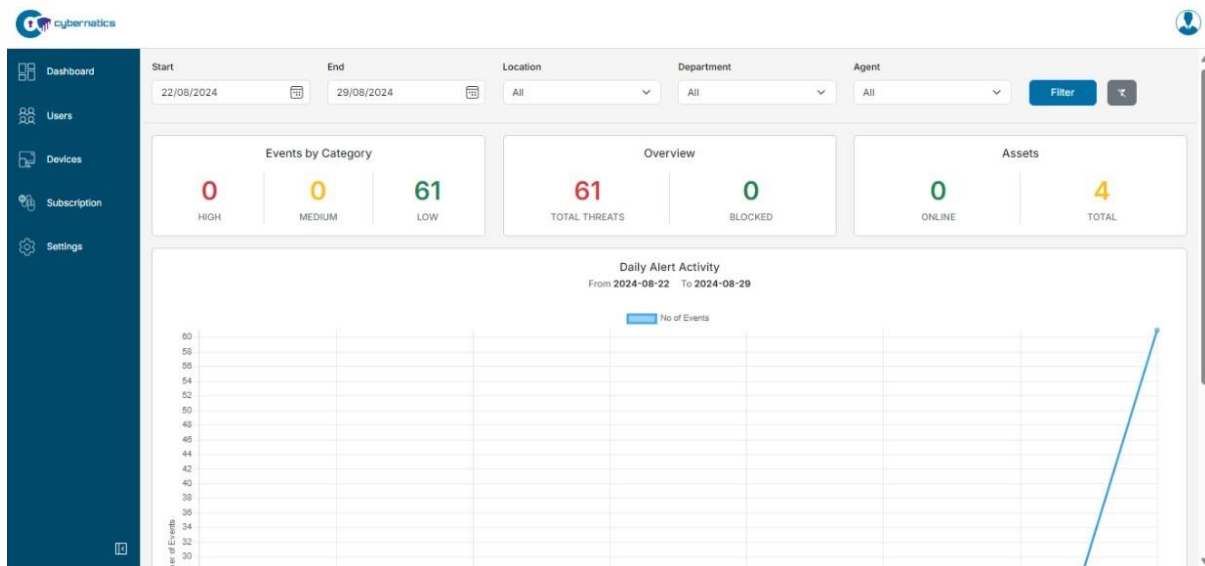 cybernatics
Dashboard
Users
Devices
Subscription
Settings
Start End Location Department Agent
22/08/2024 29/08/2024 All All All Filter
Events by Category Overview Assets
0 0 61 61 0 0 4
HIGH MEDIUM LOW TOTAL THREATS BLOCKED ONLINE TOTAL
Daily Alert Activity
From 2024-08-22 To 2024-08-29
No of Events
60
58
56
54
52
50
48
46
44
42
40
38
36
34
32
30
of Events